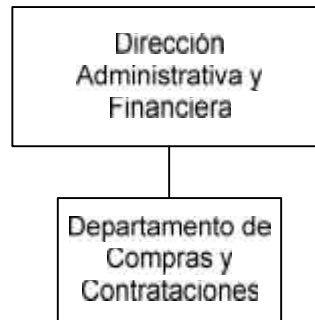 Dirección
Administrativa y
Financiera
Departamento de
Compras y
Contrataciones